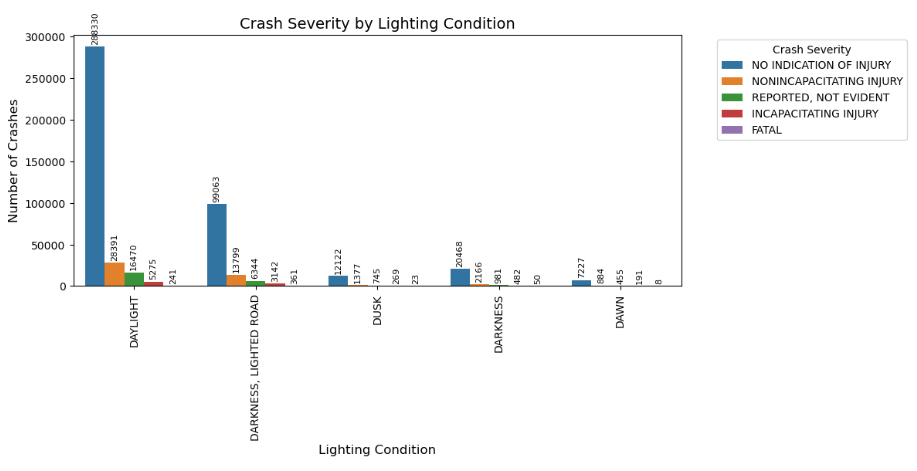 Crash Severity by Lighting Condition
Number of Crashes
300000
250000
200000
150000
100000
50000
0
288330
28391
16470
5275
241
99063
13799
6344
3142
361
12122
1377
745
269
23
20468
2166
981
482
50
7227
884
455
191
8
DAYLIGHT
DARKNESS, LIGHTED ROAD
DUSK
DARKNESS
DAWN
Lighting Condition
Crash Severity
NO INDICATION OF INJURY
NONINCAPACITATING INJURY
REPORTED, NOT EVIDENT
INCAPACITATING INJURY
FATAL